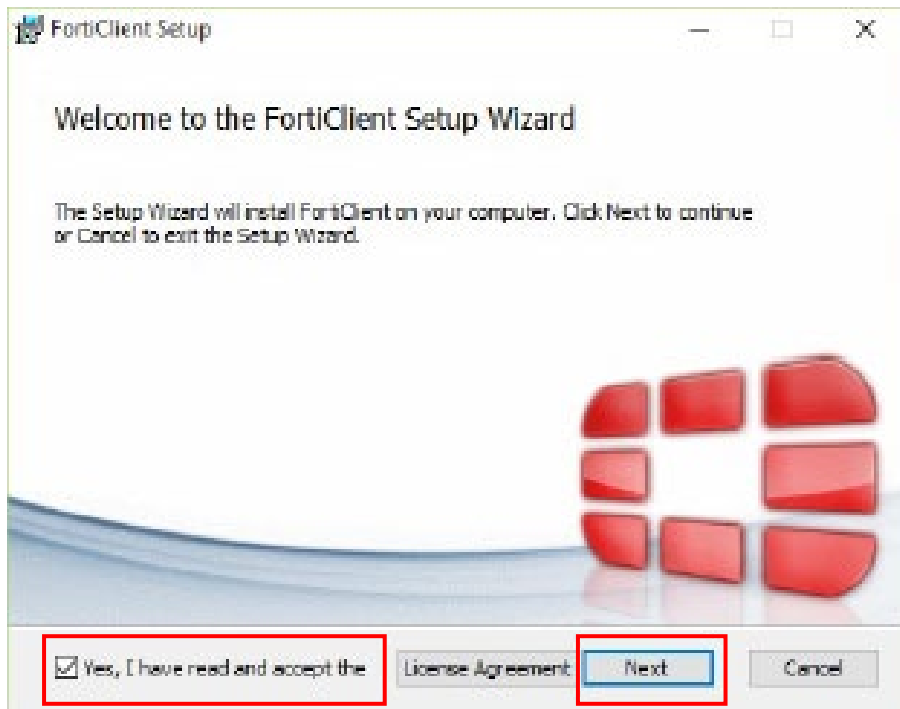 FortiClient Setup
Welcome to the FortiClient Setup Wizard
The Setup Wizard will install FortiClient on your computer. Click Next to continue
or Cancel to exit the Setup Wizard.
Yes, I have read and accept the License Agreement Next Cancel